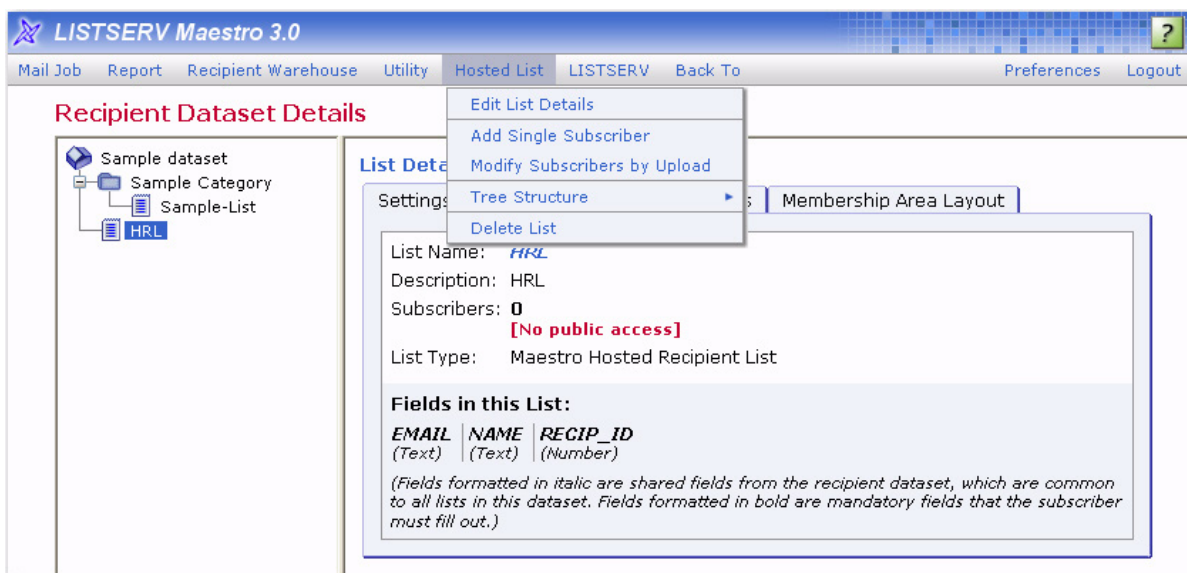 LISTSERV Maestro 3.0
?
Mail Job Report Recipient Warehouse Utility Hosted List LISTSERV Back To Preferences Logout
Recipient Dataset Details
Edit List Details
Add Single Subscriber
Modify Subscribers by Upload
Tree Structure
Delete List
Sample dataset
Sample Category
Sample-List
HRL
List Deta
Settings s Membership Area Layout
List Name: HRL
Description: HRL
Subscribers: 0
[No public access]
List Type: Maestro Hosted Recipient List
Fields in this List:
EMAIL NAME RECIP_ID
(Text) (Text) (Number)
(Fields formatted in italic are shared fields from the recipient dataset, which are common
to all lists in this dataset. Fields formatted in bold are mandatory fields that the subscriber
must fill out.)